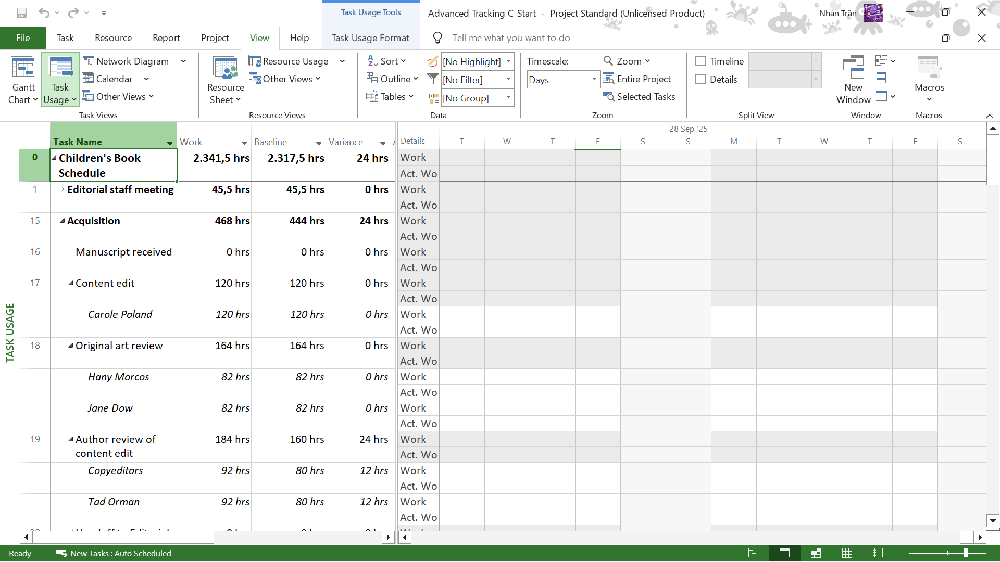 Task Usage Tools
Advanced Tracking C_Start - Project Standard (Unlicensed Product)
Nhân Trần
File Task Resource Report Project View Help Task Usage Format Tell me what you want to do
Gantt Chart
Task Usage
Network Diagram
Calendar
Other Views
Task Views
Resource Sheet
Resource Usage
Other Views
Resource Views
Sort
Outline
Tables
[No Highlight]
[No Filter]
[No Group]
Data
Timescale:
Days
Zoom
Entire Project
Selected Tasks
Zoom
Timeline
Details
Split View
New Window
Window
Macros
Macros
Task Name Work Baseline Variance Details
28 Sep '25
T W T F S S M T W T F S
0 Children's Book Schedule 2.341,5 hrs 2.317,5 hrs 24 hrs Work
Act. Wo
1 Editorial staff meeting 45,5 hrs 45,5 hrs 0 hrs Work
Act. Wo
15 Acquisition 468 hrs 444 hrs 24 hrs Work
Act. Wo
16 Manuscript received 0 hrs 0 hrs 0 hrs Work
Act. Wo
17 Content edit 120 hrs 120 hrs 0 hrs Work
Act. Wo
Carole Poland 120 hrs 120 hrs 0 hrs Work
Act. Wo
18 Original art review 164 hrs 164 hrs 0 hrs Work
Act. Wo
Hany Morcos 82 hrs 82 hrs 0 hrs Work
Act. Wo
Jane Dow 82 hrs 82 hrs 0 hrs Work
Act. Wo
19 Author review of content edit 184 hrs 160 hrs 24 hrs Work
Act. Wo
Copyeditors 92 hrs 80 hrs 12 hrs Work
Act. Wo
Tad Orman 92 hrs 80 hrs 12 hrs Work
Act. Wo
TASK USAGE
Ready New Tasks : Auto Scheduled